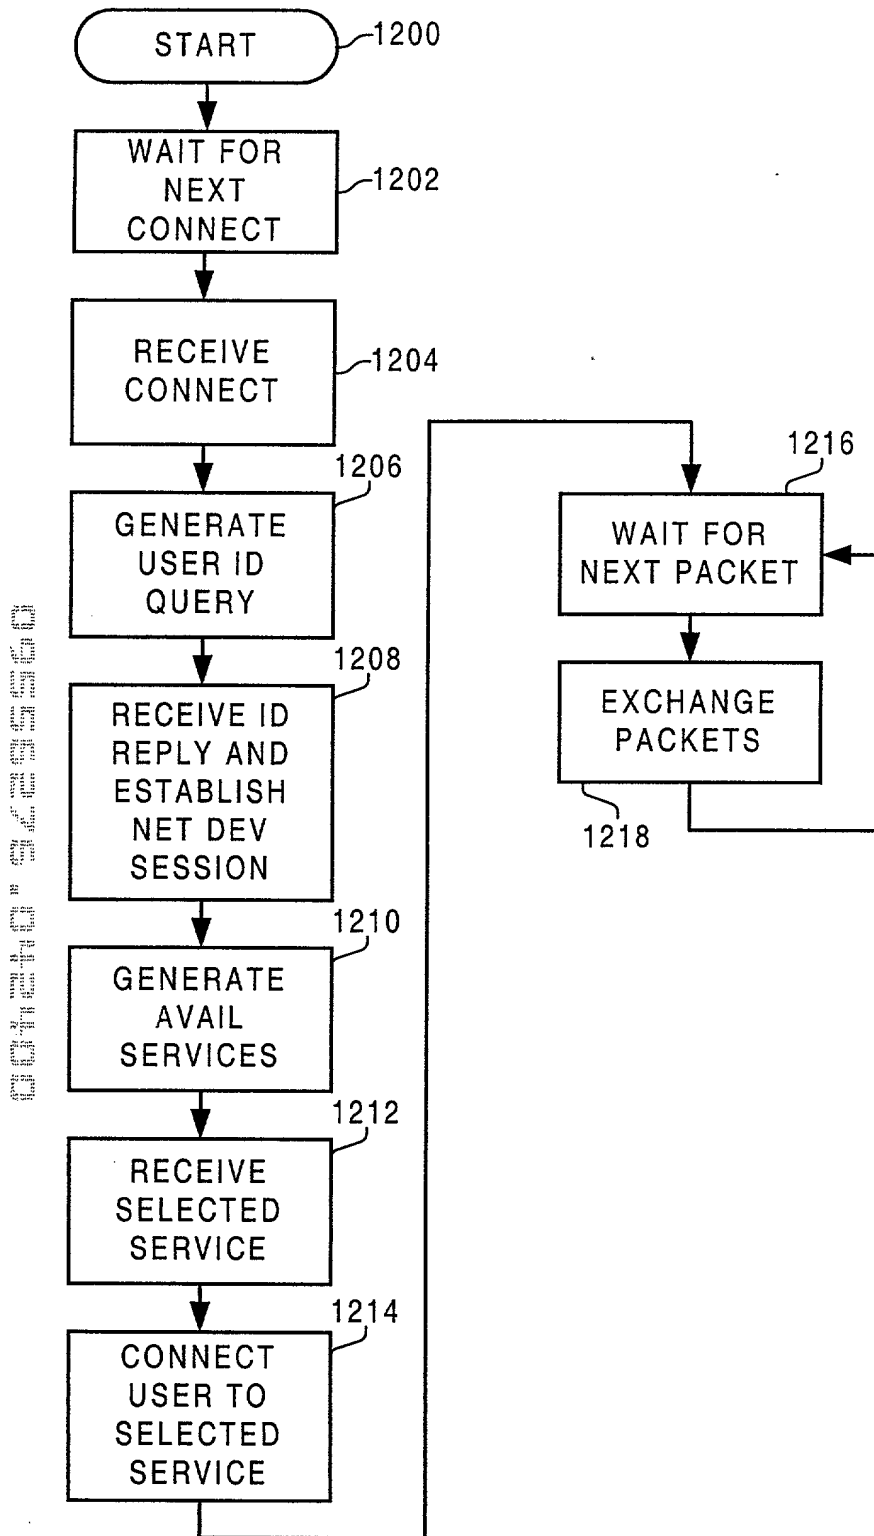 START
1200
WAIT FOR
NEXT
CONNECT
1202
RECEIVE
CONNECT
1204
1206
GENERATE
USER ID
QUERY
1208
RECEIVE ID
REPLY AND
ESTABLISH
NET DEV
SESSION
1210
GENERATE
AVAIL
SERVICES
1212
RECEIVE
SELECTED
SERVICE
1214
CONNECT
USER TO
SELECTED
SERVICE
1216
WAIT FOR
NEXT PACKET
EXCHANGE
PACKETS
1218